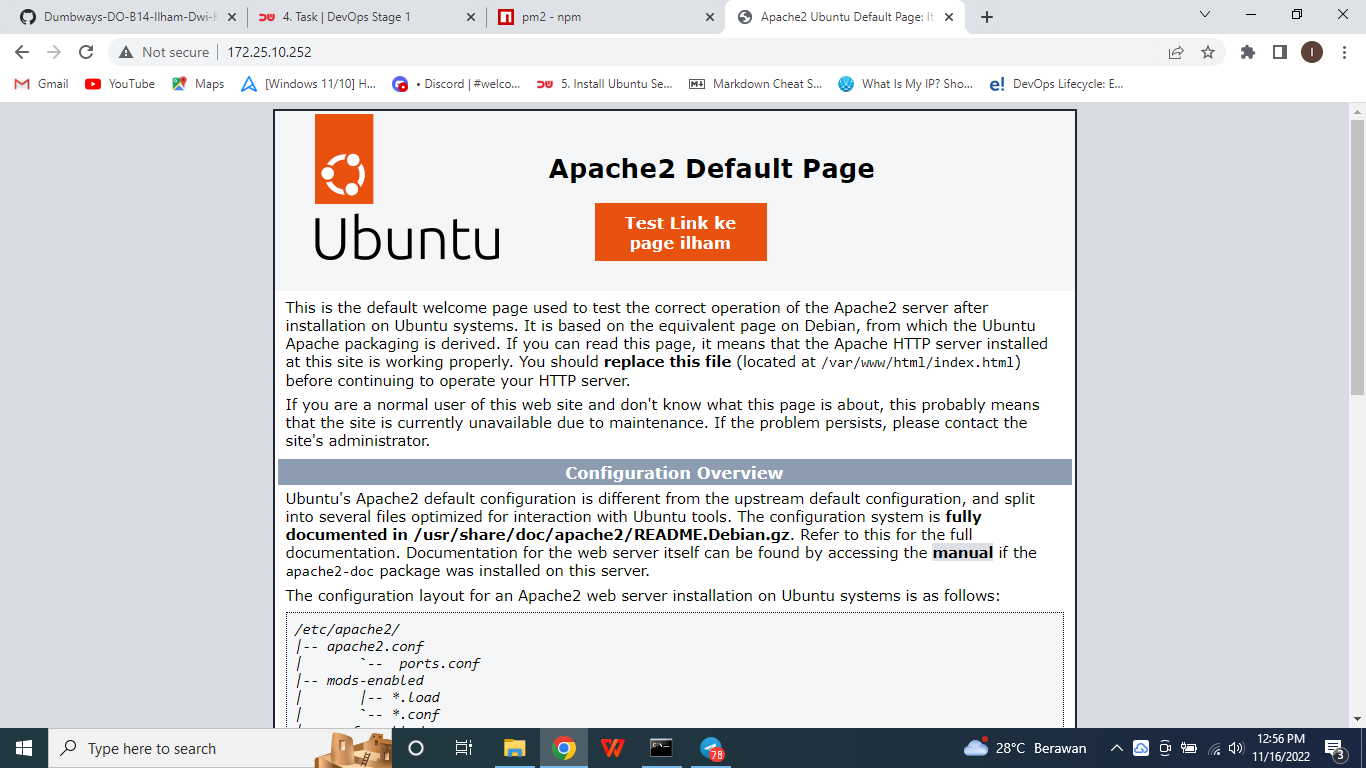 Dumbways-DO-B14-Ilham-Dwi-K
4. Task | DevOps Stage 1
pm2 - npm
Apache2 Ubuntu Default Page: It
Not secure
172.25.10.252
Gmail
YouTube
Maps
[Windows 11/10] H...
• Discord | #welco...
5. Install Ubuntu Se...
Markdown Cheat S...
What Is My IP? Sho...
DevOps Lifecycle: E...
Ubuntu
Apache2 Default Page
Test Link ke
page ilham
This is the default welcome page used to test the correct operation of the Apache2 server after
installation on Ubuntu systems. It is based on the equivalent page on Debian, from which the Ubuntu
Apache packaging is derived. If you can read this page, it means that the Apache HTTP server installed
at this site is working properly. You should replace this file (located at /var/www/html/index.html)
before continuing to operate your HTTP server.
If you are a normal user of this web site and don't know what this page is about, this probably means
that the site is currently unavailable due to maintenance. If the problem persists, please contact the
site's administrator.
Configuration Overview
Ubuntu's Apache2 default configuration is different from the upstream default configuration, and split
into several files optimized for interaction with Ubuntu tools. The configuration system is fully
documented in /usr/share/doc/apache2/README.Debian.gz. Refer to this for the full
documentation. Documentation for the web server itself can be found by accessing the manual if the
apache2-doc package was installed on this server.
The configuration layout for an Apache2 web server installation on Ubuntu systems is as follows:
/etc/apache2/
|-- apache2.conf
|       `--  ports.conf
|-- mods-enabled
|       |-- *.load
|       `-- *.conf
Type here to search
78
28°C Berawan
12:56 PM
11/16/2022
3